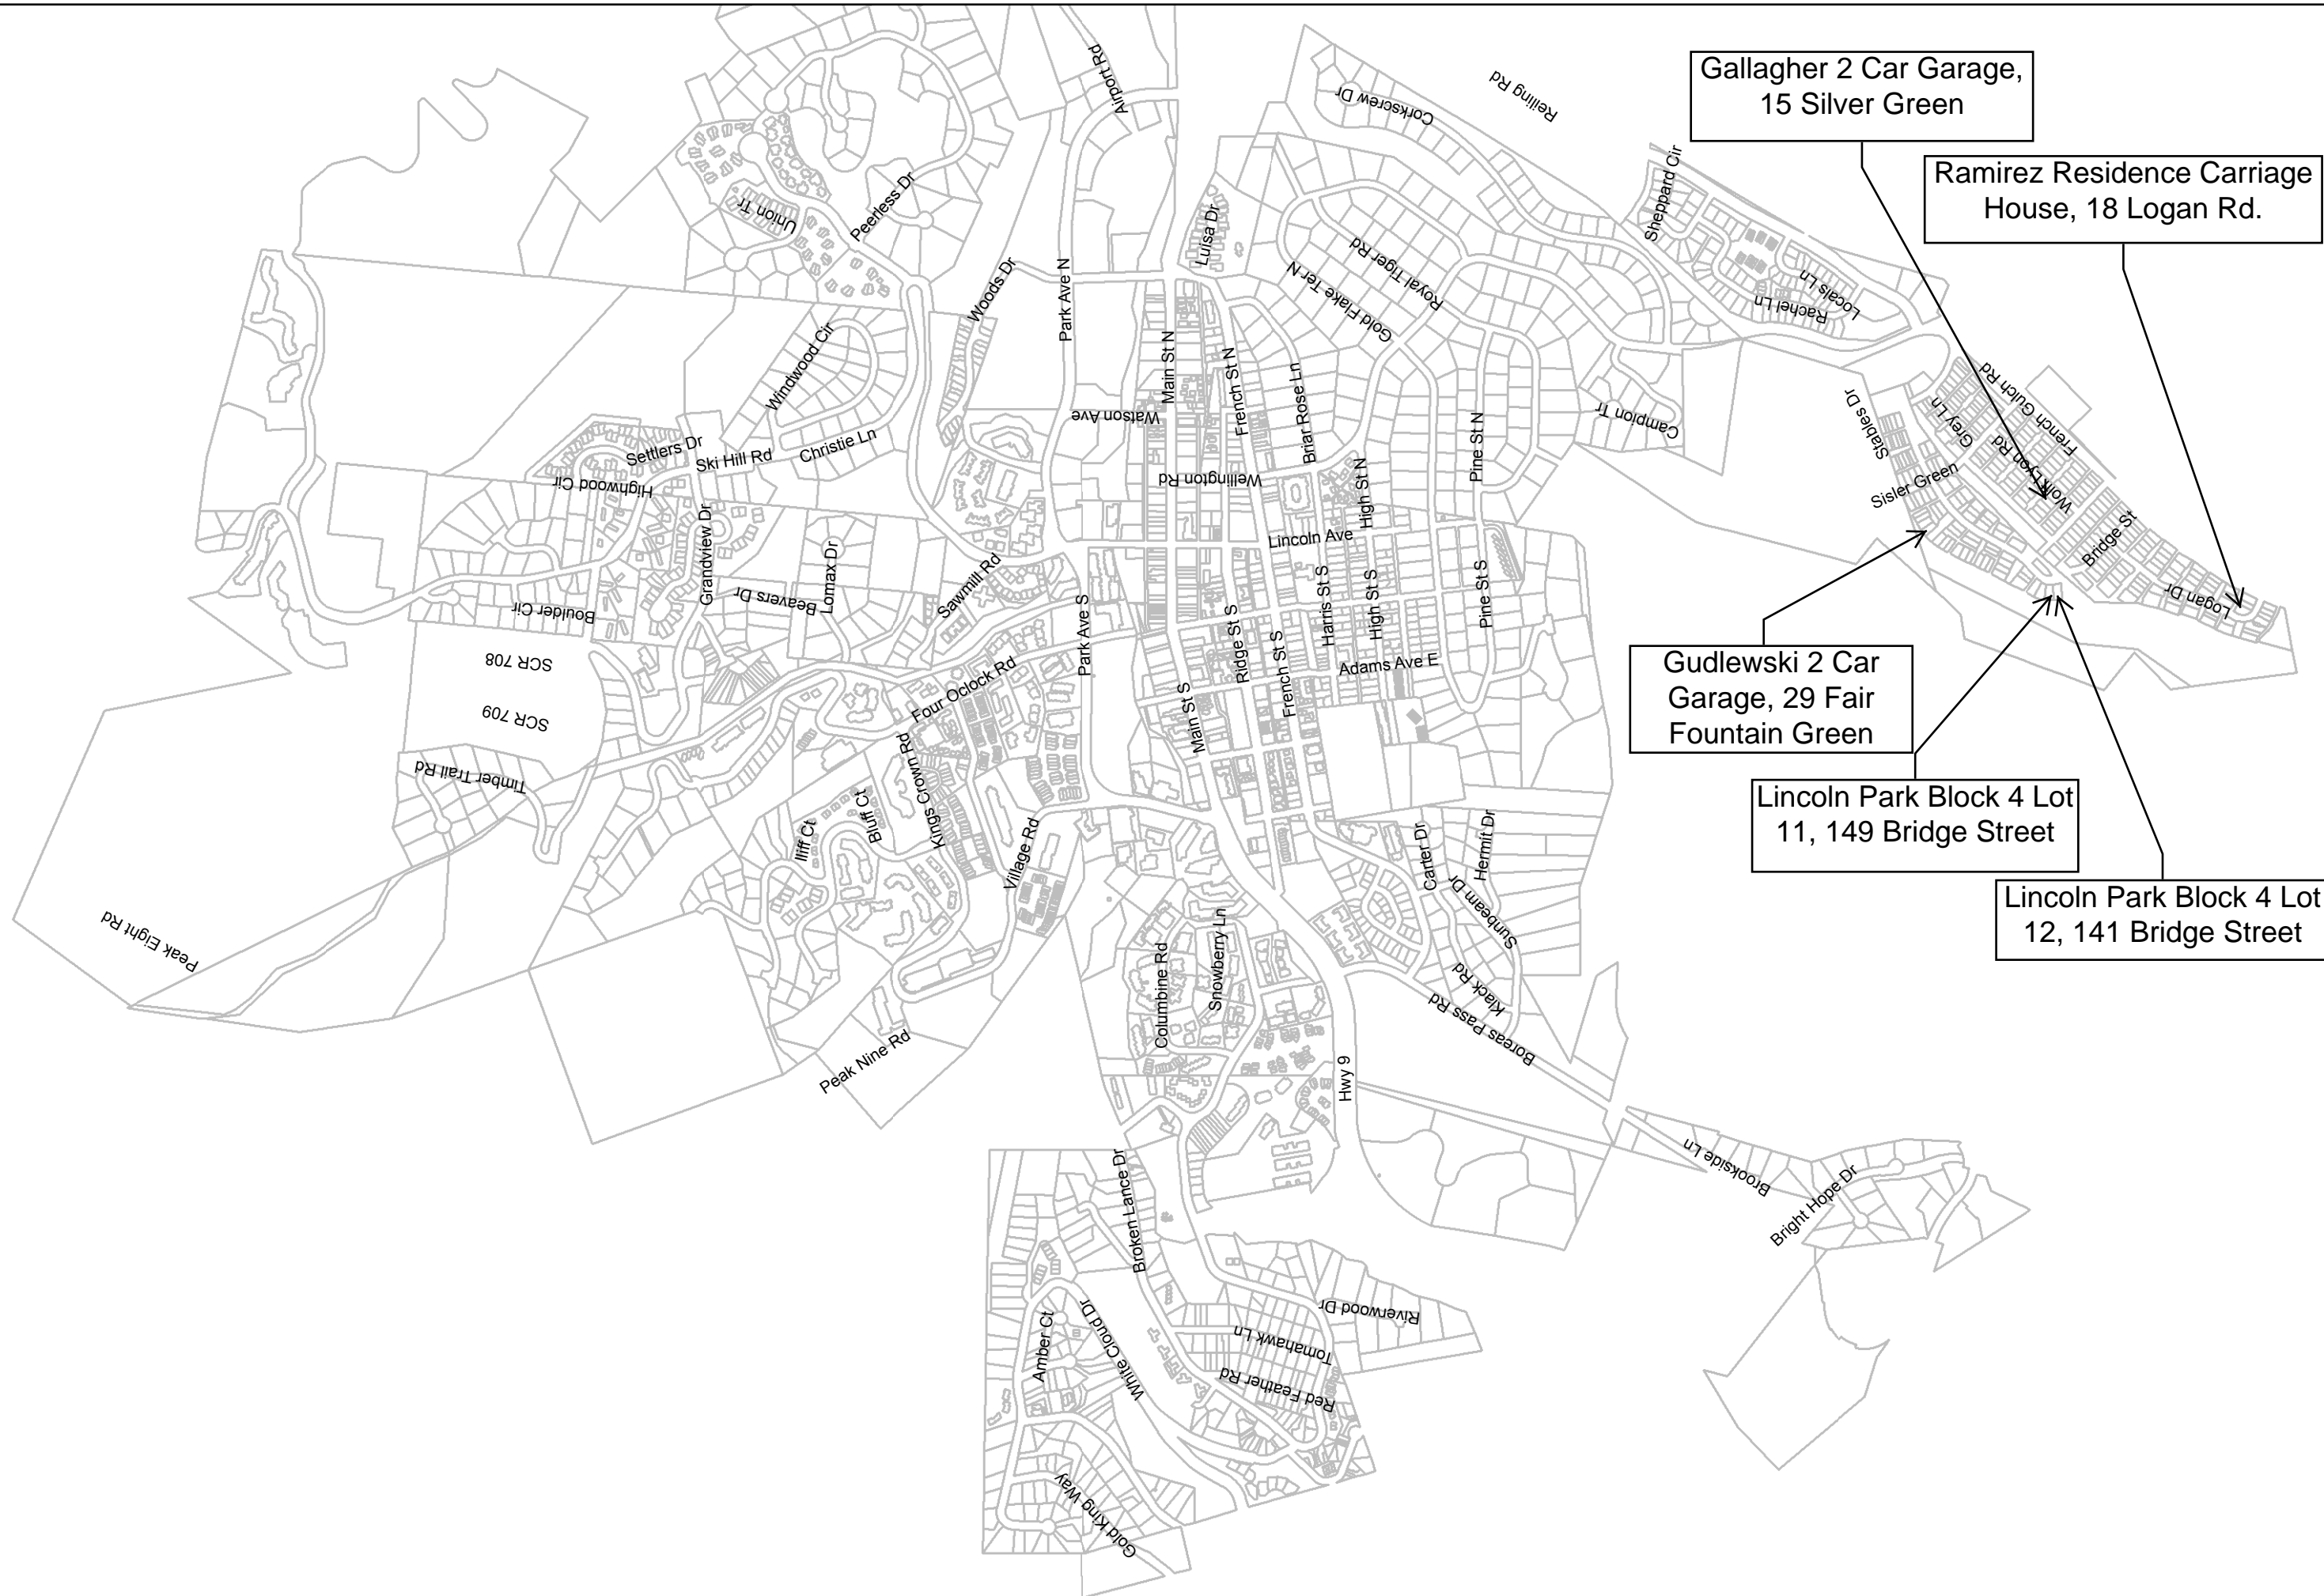 Gallagher 2 Car Garage,
15 Silver Green
Ramirez Residence Carriage
House, 18 Logan Rd.
Gudlewski 2 Car
Garage, 29 Fair
Fountain Green
Lincoln Park Block 4 Lot
11, 149 Bridge Street
Lincoln Park Block 4 Lot
12, 141 Bridge Street
Airport Rd
Reiling Rd
Corkscrew Dr
Sheppard Cir
Union Tr
Peerless Dr
Luisa Dr
Woods Dr
Park Ave N
Royal Tiger Rd
Gold Flake Ter N
Locals Ln
Rachel Ln
Windwood Cir
Main St N
French St N
Briar Rose Ln
Watson Ave
Campion Tr
French Gulch Rd
Stables Dr
Grey Ln
Wolff Lyon Rd
Sisler Green
Settlers Dr
Ski Hill Rd
Christie Ln
Highwood Cir
Wellington Rd
High St N
Pine St N
Grandview Dr
Lomax Dr
Lincoln Ave
Bridge St
Logan Dr
Boulder Cir
Beavers Dr
Sawmill Rd
Park Ave S
Ridge St S
Harris St S
High St S
Pine St S
French St S
Adams Ave E
SCR 708
SCR 709
Four Oclock Rd
Main St S
Timber Trail Rd
Kings Crown Rd
Bluff Ct
Iliff Ct
Village Rd
Carter Dr
Hermit Dr
Sunbeam Dr
Peak Eight Rd
Columbine Rd
Snowberry Ln
Klack Rd
Boreas Pass Rd
Peak Nine Rd
Hwy 9
Brookside Ln
Bright Hope Dr
Broken Lance Dr
Riverwood Dr
Tomahawk Ln
Red Feather Rd
Amber Ct
White Cloud Dr
Gold King Way